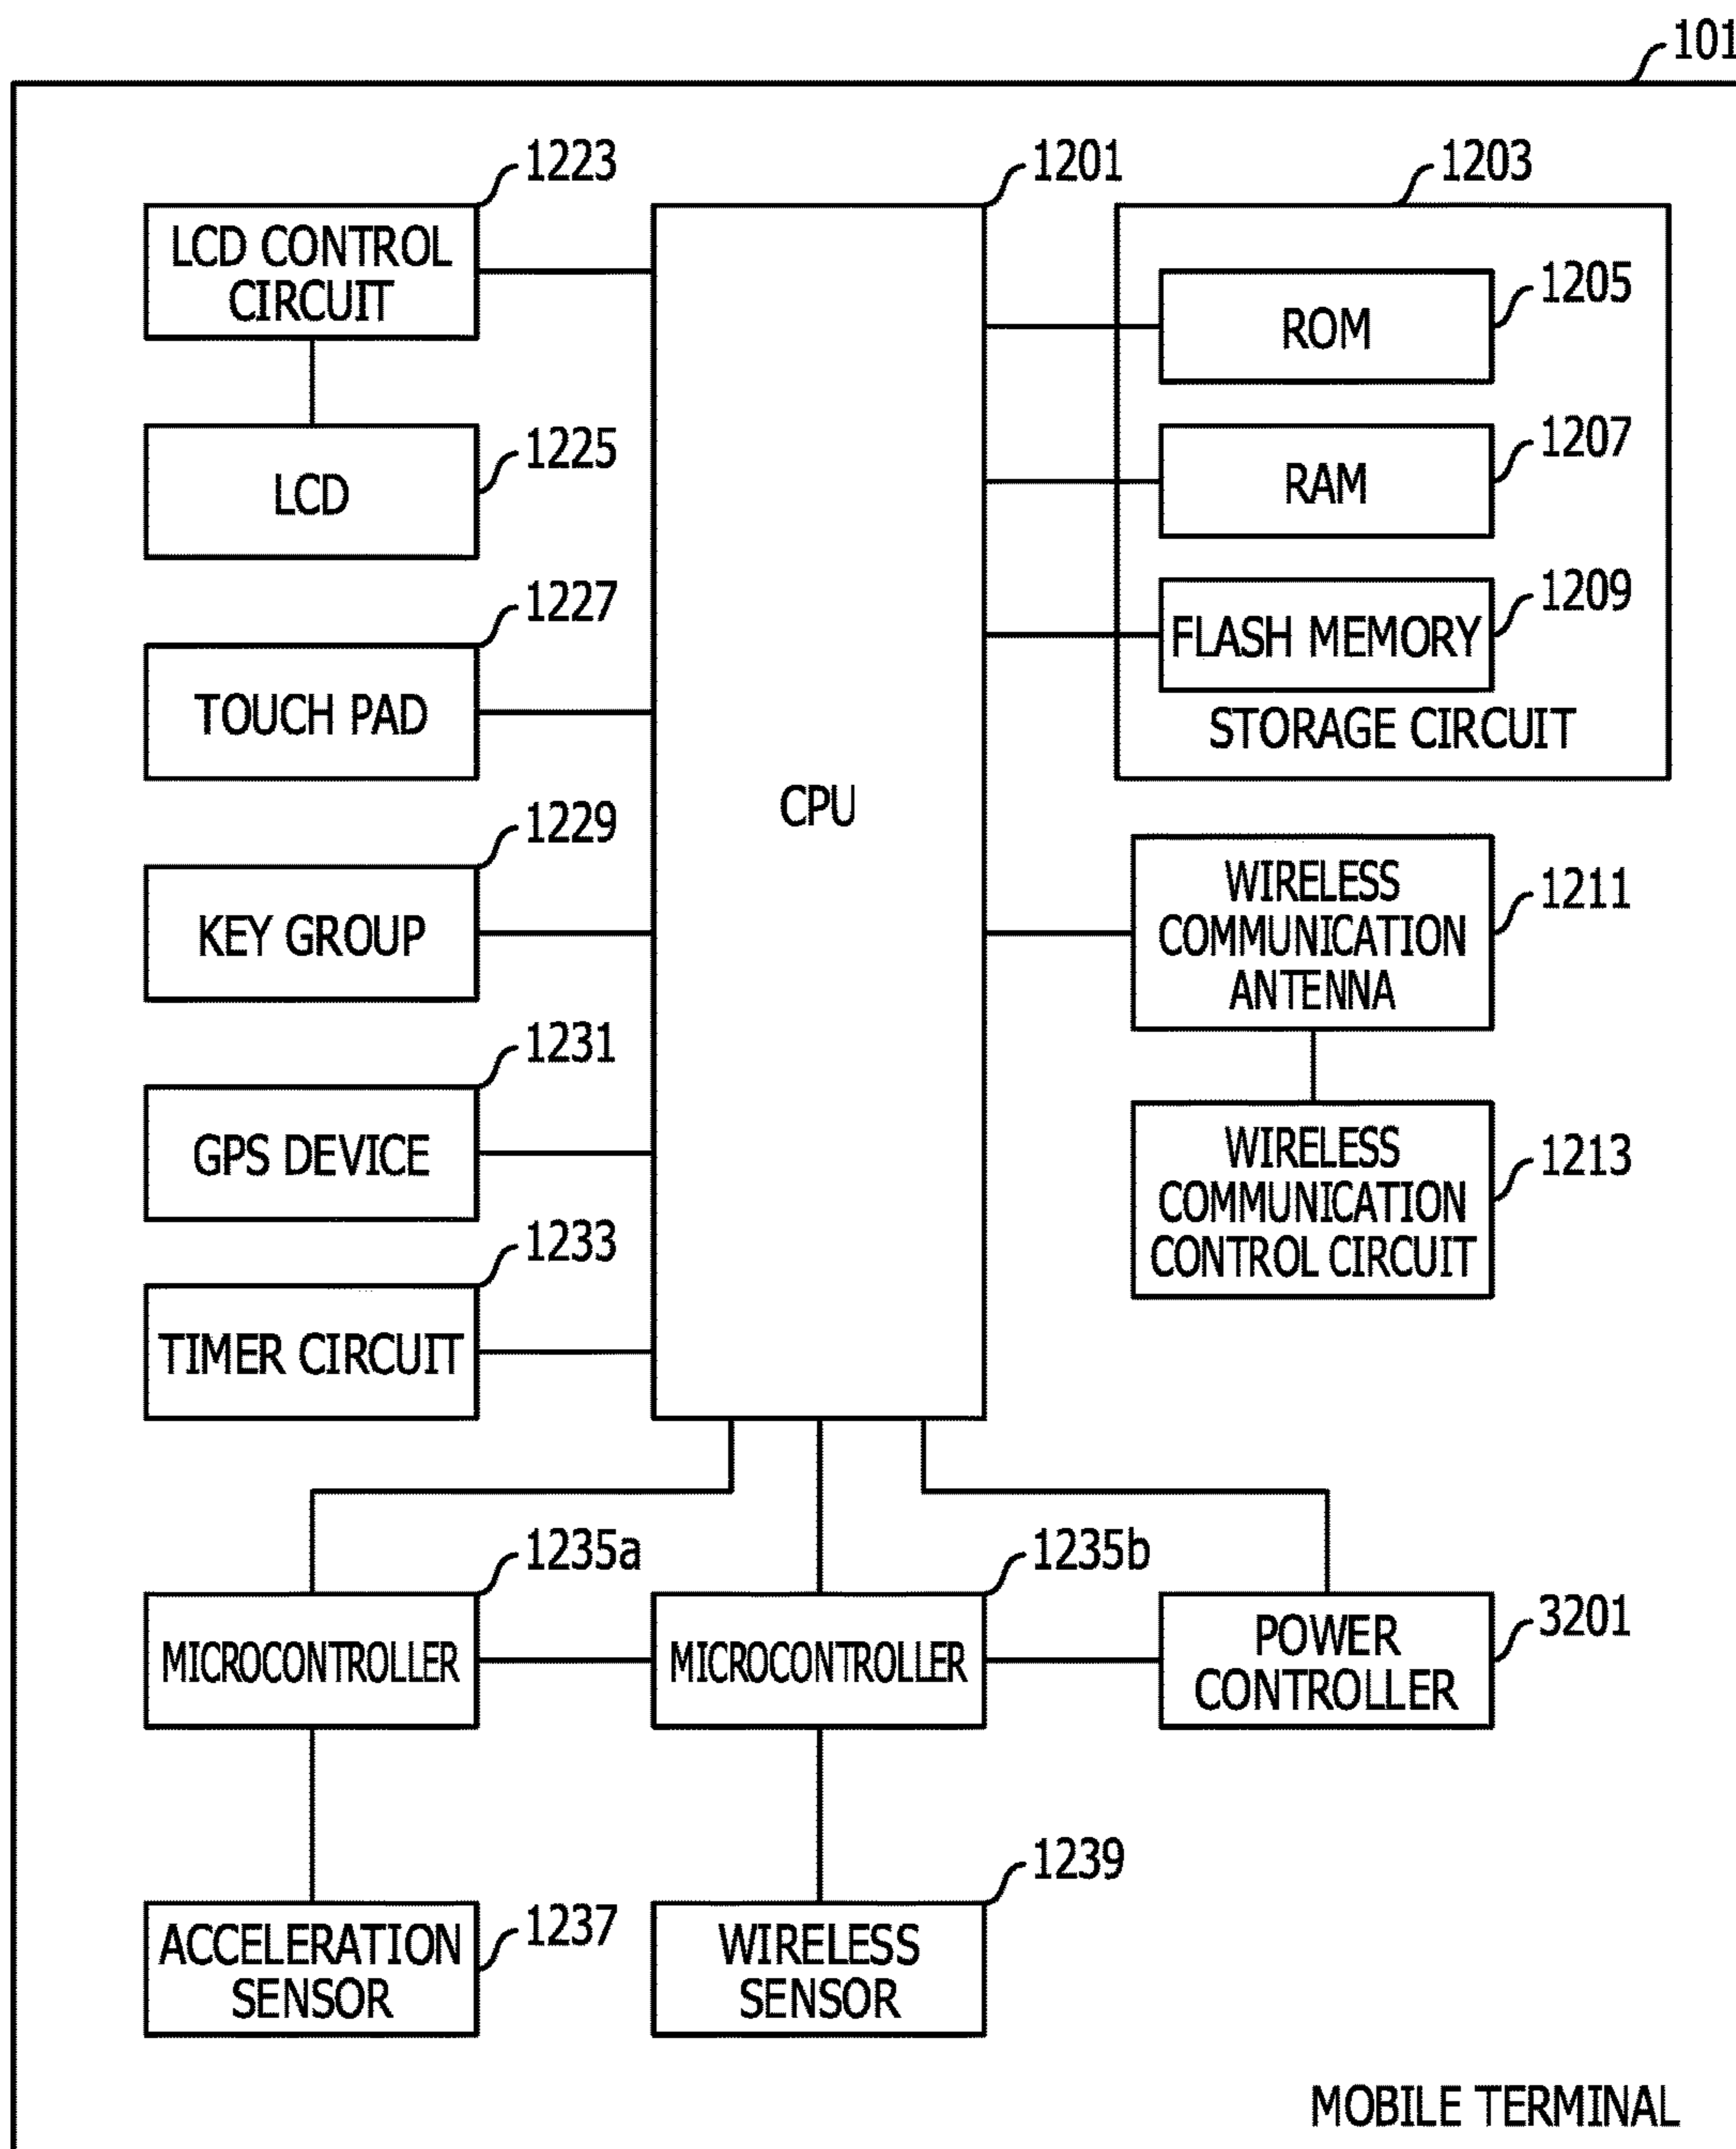 101
1223
1201
1203
LCD CONTROL
CIRCUIT
ROM
1205
LCD
1225
RAM
1207
TOUCH PAD
1227
FLASH MEMORY
1209
STORAGE CIRCUIT
CPU
KEY GROUP
1229
WIRELESS
COMMUNICATION
ANTENNA
1211
GPS DEVICE
1231
WIRELESS
COMMUNICATION
CONTROL CIRCUIT
1213
TIMER CIRCUIT
1233
1235a
MICROCONTROLLER
1235b
MICROCONTROLLER
POWER
CONTROLLER
3201
ACCELERATION
SENSOR
1237
WIRELESS
SENSOR
1239
MOBILE TERMINAL